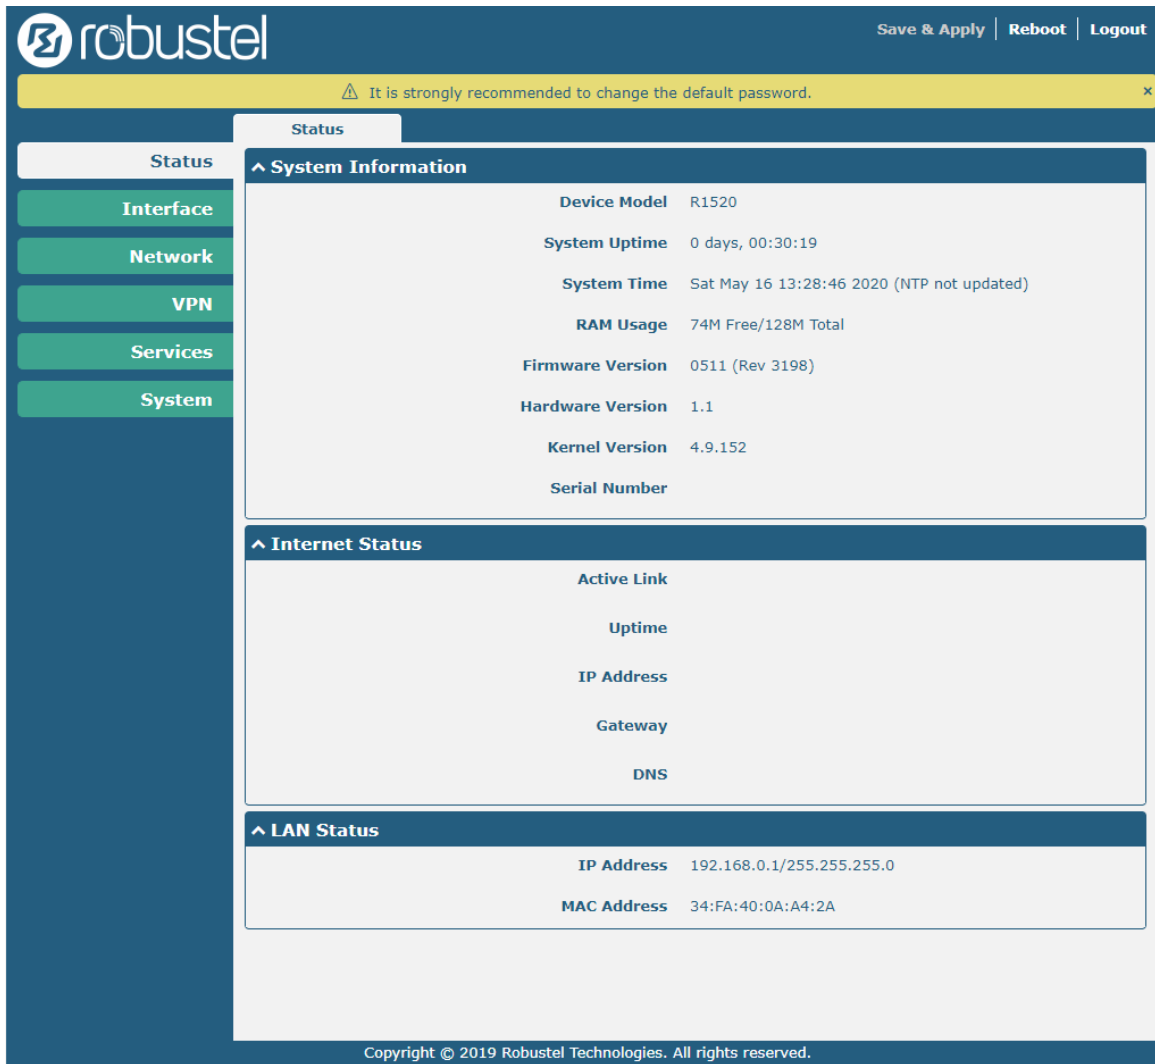 robustel
Save & Apply | Reboot | Logout
⚠ It is strongly recommended to change the default password. ×
Status
Status
Interface
Network
VPN
Services
System
System Information
Device Model R1520
System Uptime 0 days, 00:30:19
System Time Sat May 16 13:28:46 2020 (NTP not updated)
RAM Usage 74M Free/128M Total
Firmware Version 0511 (Rev 3198)
Hardware Version 1.1
Kernel Version 4.9.152
Serial Number
Internet Status
Active Link
Uptime
IP Address
Gateway
DNS
LAN Status
IP Address 192.168.0.1/255.255.255.0
MAC Address 34:FA:40:0A:A4:2A
Copyright © 2019 Robustel Technologies. All rights reserved.